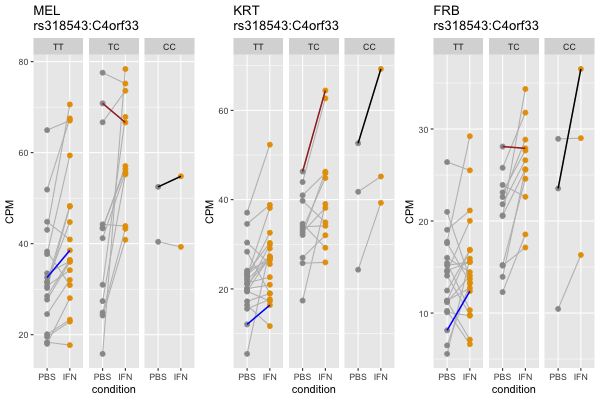 MEL
rs318543:C4orf33
TT TC CC
CPM
80
60
40
20
PBS IFN PBS IFN PBS IFN
condition
KRT
rs318543:C4orf33
TT TC CC
CPM
60
40
20
PBS IFN PBS IFN PBS IFN
condition
FRB
rs318543:C4orf33
TT TC CC
CPM
30
20
10
PBS IFN PBS IFN PBS IFN
condition